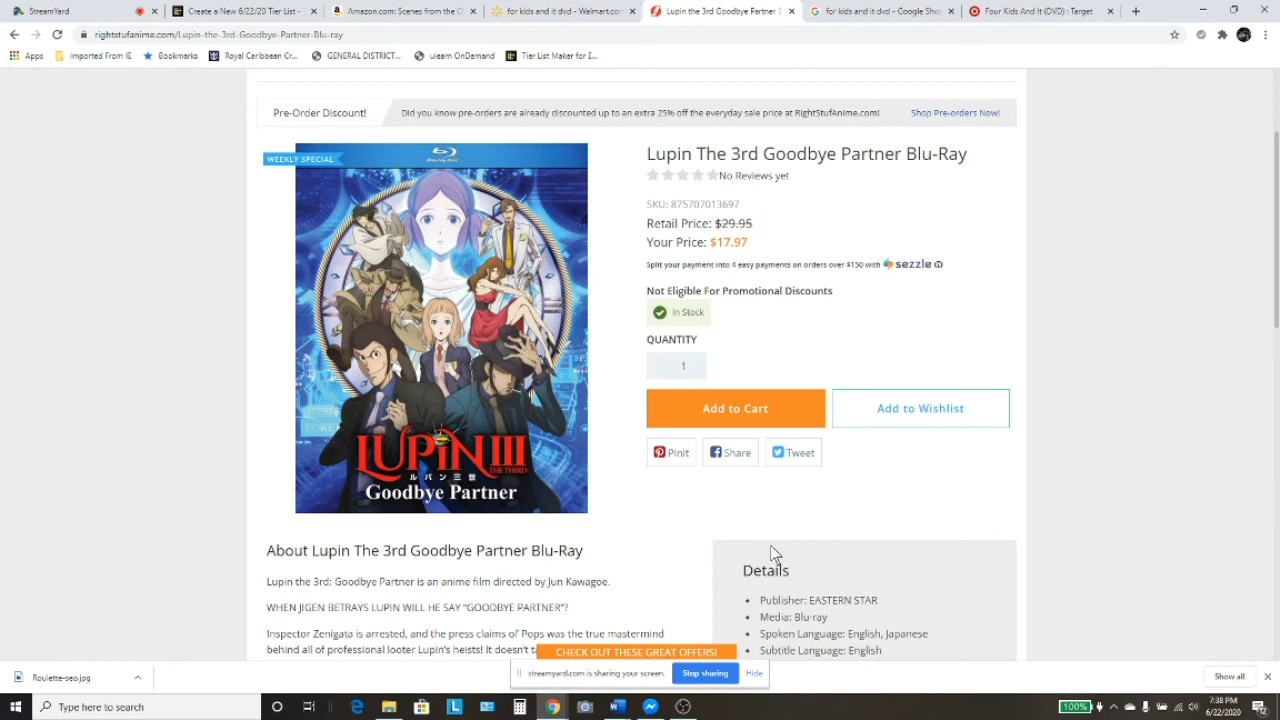 StreamYard
Create a New 6/22/20 Tier List -
Amazon.com: Scenes from the C
for kids and it dvd - Walmart.co
Lupin the 3rd Goodbye Partner B
for kids and it dvd - Google Sho
Four Kids And It (DVD) : Target
rightstufanime.com/Lupin-the-3rd-Goodbye-Partner-Blu-ray
Apps
Imported From IE
Bookmarks
Royal Caribbean Cr...
GENERAL DISTRICT...
ulearn OnDemand
Tier List Maker for E...
Pre-Order Discount!
Did you know pre-orders are already discounted up to an extra 25% off the everyday sale price at RightStufAnime.com!
Shop Pre-orders Now!
WEEKLY SPECIAL
Blu-ray Disc
LUPIN III
THE THIRD
ルパン三世
Goodbye Partner
Lupin The 3rd Goodbye Partner Blu-Ray
No Reviews yet
SKU: 875707013697
Retail Price: $29.95
Your Price: $17.97
Split your payment into 4 easy payments on orders over $150 with sezzle
Not Eligible For Promotional Discounts
In Stock
QUANTITY
1
Add to Cart
Add to Wishlist
Pinit
Share
Tweet
About Lupin The 3rd Goodbye Partner Blu-Ray
Lupin the 3rd: Goodbye Partner is an anime film directed by Jun Kawagoe.
WHEN JIGEN BETRAYS LUPIN WILL HE SAY “GOODBYE PARTNER”?
Inspector Zenigata is arrested, and the press claims ol’ Pops was the true mastermind
behind all of professional looter Lupin’s heists! It doesn’t ta
Details
Publisher: EASTERN STAR
Media: Blu-ray
Spoken Language: English, Japanese
Subtitle Language: English
CHECK OUT THESE GREAT OFFERS!
streamyard.com is sharing your screen.
Stop sharing
Hide
Roulette-seo.jpg
Show all
Type here to search
100%
7:38 PM
6/22/2020